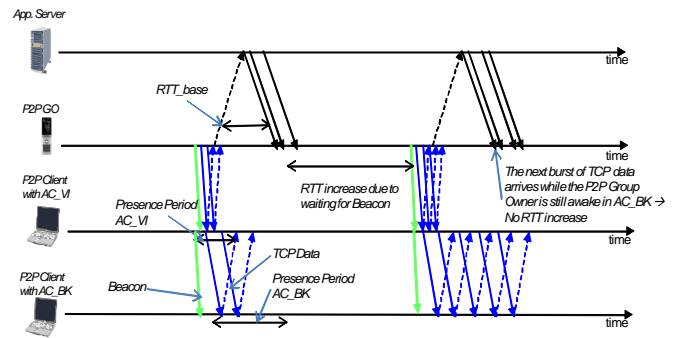 App. Server
time
RTT_base
P2P GO
time
RTT increase due to
waiting for Beacon
The next burst of TCP data
arrives while the P2P Group
Owner is still awake in AC_BK →
No RTT increase
P2P Client
with AC_VI
Presence Period
AC_VI
time
TCP Data
Presence Period
AC_BK
Beacon
P2P Client
with AC_BK
time